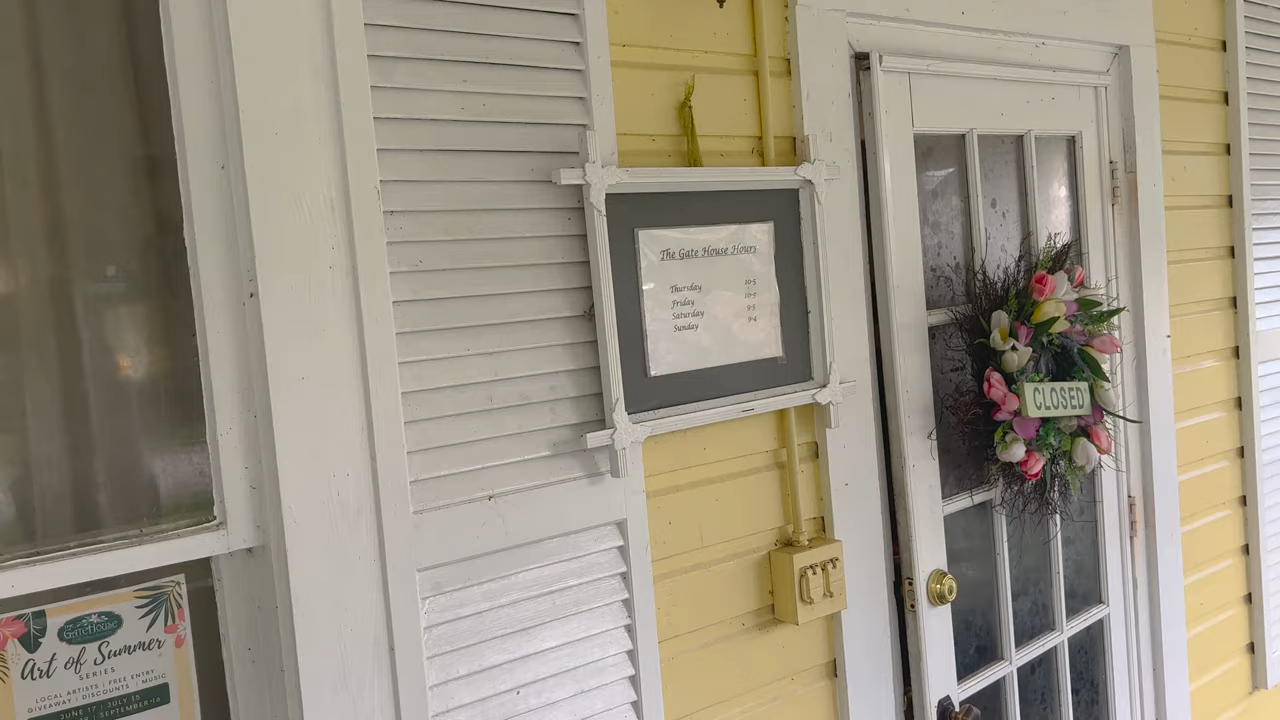 The Gate House Hours
Thursday 10-5
Friday 10-5
Saturday 9-5
Sunday 9-4
CLOSED
THE
GATEHOUSE
Art of Summer
SERIES
LOCAL ARTISTS | FREE ENTRY
GIVEAWAY | DISCOUNTS | MUSIC
JUNE 17 | JULY 15
| SEPTEMBER 16